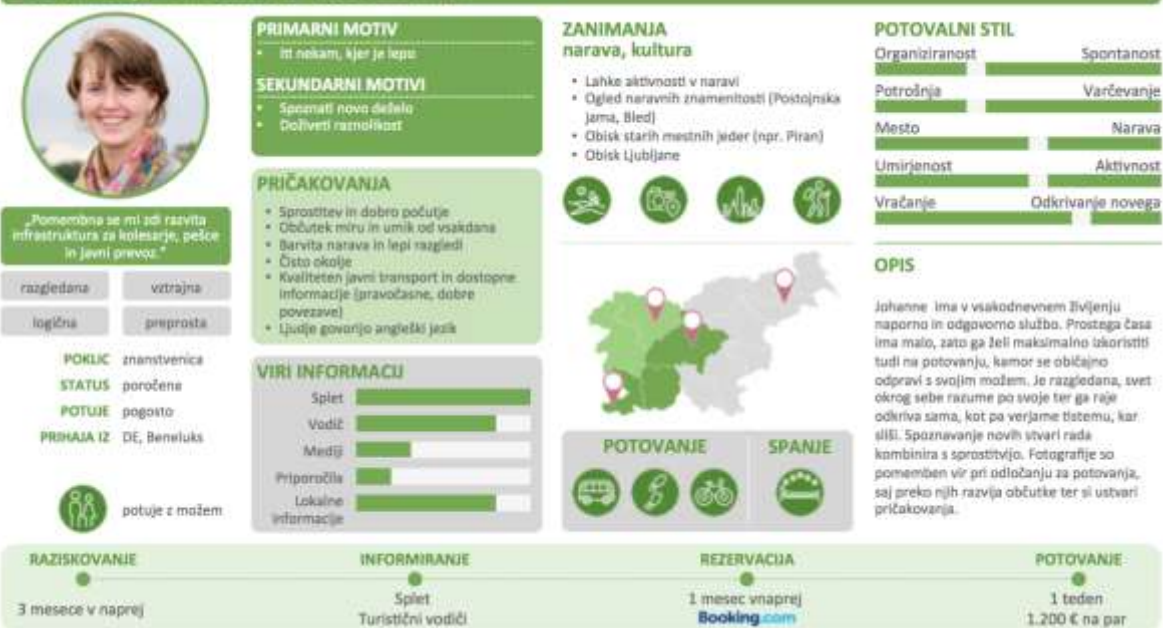 „Pomembna se mi zdi razvita
infrastruktura za kolesarje, pešce
in javni prevoz."
razgledana
vztrajna
logična
preprosta
POKLIC znanstvenica
STATUS poročena
POTUJE pogosto
PRIHAJA IZ DE, Beneluks
potuje z možem
PRIMARNI MOTIV
• Iti nekam, kjer je lepo
SEKUNDARNI MOTIVI
• Spoznati novo deželo
• Doživeti raznolikost
PRIČAKOVANJA
• Sprostitev in dobro počutje
• Občutek miru in umik od vsakdana
• Barvita narava in lepi razgledi
• Čisto okolje
• Kvaliteten javni transport in dostopne
informacije (pravočasne, dobre
povezave)
• Ljudje govorijo angleški jezik
VIRI INFORMACIJ
Splet
Vodič
Mediji
Priporočila
Lokalne
informacije
ZANIMANJA
narava, kultura
• Lahke aktivnosti v naravi
• Ogled naravnih znamenitosti (Postojnska
jama, Bled)
• Obisk starih mestnih jeder (npr. Piran)
• Obisk Ljubljane
POTOVANJE
SPANJE
POTOVALNI STIL
Organiziranost Spontanost
Potrošnja Varčevanje
Mesto Narava
Umirjenost Aktivnost
Vračanje Odkrivanje novega
OPIS
Johanne ima v vsakodnevnem življenju
naporno in odgovorno službo. Prostega časa
ima malo, zato ga želi maksimalno izkoristiti
tudi na potovanju, kamor se običajno
odpravi s svojim možem. Je razgledana, svet
okrog sebe razume po svoje ter ga raje
odkriva sama, kot pa verjame tistemu, kar
sliši. Spoznavanje novih stvari rada
kombinira s sprostitvijo. Fotografije so
pomemben vir pri odločanju za potovanja,
saj preko njih razvija občutke ter si ustvari
pričakovanja.
RAZISKOVANJE
3 mesece v naprej
INFORMIRANJE
Splet
Turistični vodiči
REZERVACIJA
1 mesec vnaprej
Booking.com
POTOVANJE
1 teden
1.200 € na par